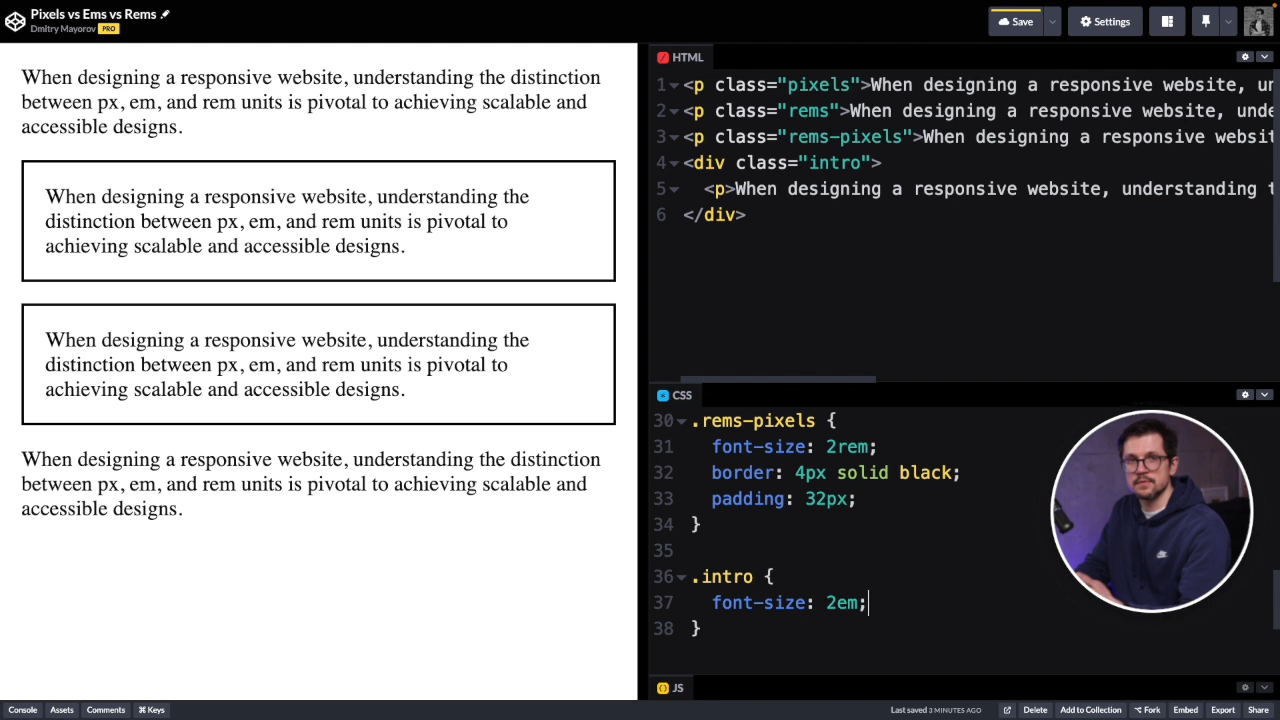 Pixels vs Ems vs Rems
Dmitry Mayorov PRO
Save
Settings
When designing a responsive website, understanding the distinction
between px, em, and rem units is pivotal to achieving scalable and
accessible designs.
When designing a responsive website, understanding the
distinction between px, em, and rem units is pivotal to
achieving scalable and accessible designs.
When designing a responsive website, understanding the
distinction between px, em, and rem units is pivotal to
achieving scalable and accessible designs.
When designing a responsive website, understanding the distinction
between px, em, and rem units is pivotal to achieving scalable and
accessible designs.
HTML
1 <p class="pixels">When designing a responsive website, un
2 <p class="rems">When designing a responsive website, unde
3 <p class="rems-pixels">When designing a responsive websit
4 <div class="intro">
5 <p>When designing a responsive website, understanding t
6 </div>
CSS
30 .rems-pixels {
31 font-size: 2rem;
32 border: 4px solid black;
33 padding: 32px;
34 }
35
36 .intro {
37 font-size: 2em;
38 }
JS
Console Assets Comments ⌘ Keys
Last saved 3 MINUTES AGO
Delete Add to Collection Fork Embed Export Share